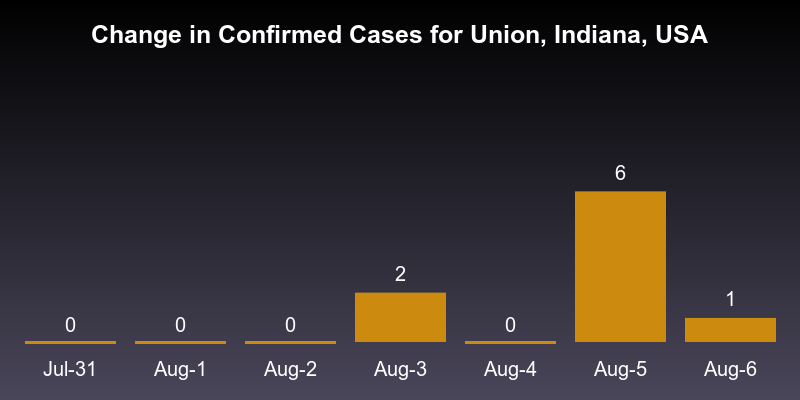 Change in Confirmed Cases for Union, Indiana, USA
6
2
1
0 0 0 0
Jul-31 Aug-1 Aug-2 Aug-3 Aug-4 Aug-5 Aug-6